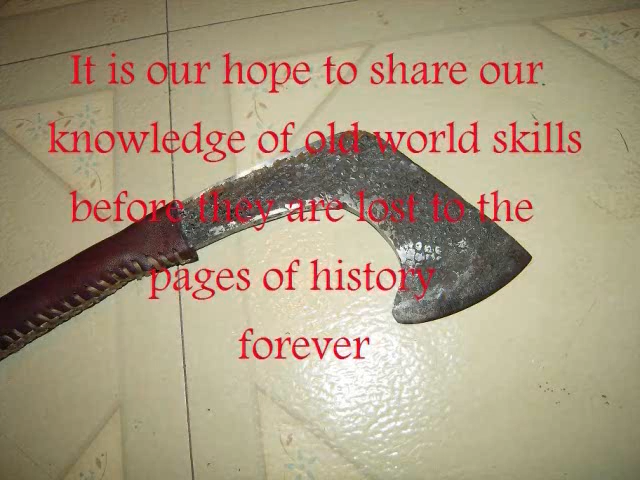 It is our hope to share our
knowledge of old world skills
before they are lost to the
pages of history
forever